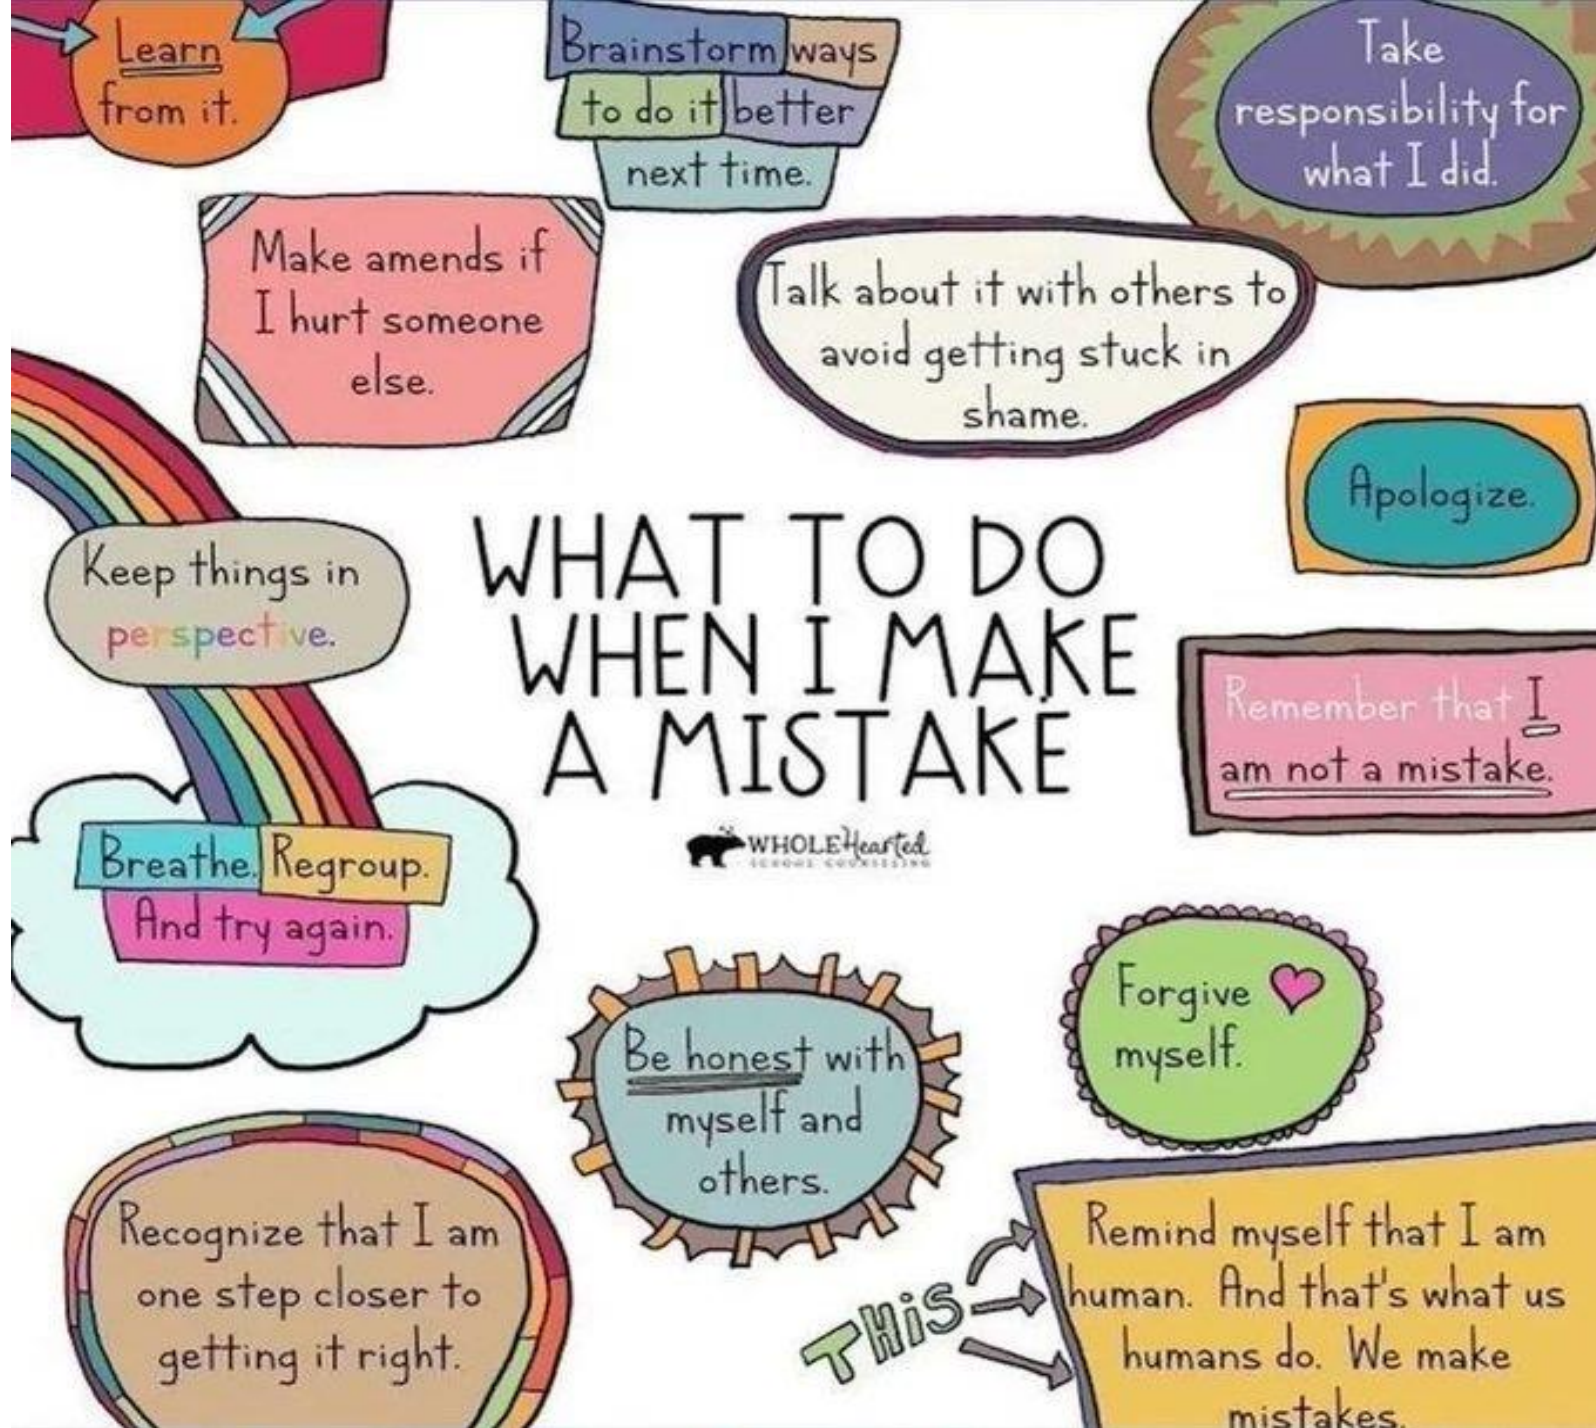 Learn
from it.
Brainstorm ways
to do it better
next time.
Take
responsibility for
what I did.
Make amends if
I hurt someone
else.
Talk about it with others to
avoid getting stuck in
shame.
Apologize.
Keep things in
perspective.
WHAT TO DO
WHEN I MAKE
A MISTAKE
WHOLEHearted
SCHOOL COUNSELING
Remember that I
am not a mistake.
Breathe. Regroup.
And try again.
Be honest with
myself and
others.
Forgive
myself.
Recognize that I am
one step closer to
getting it right.
THIS
Remind myself that I am
human. And that's what us
humans do. We make
mistakes.